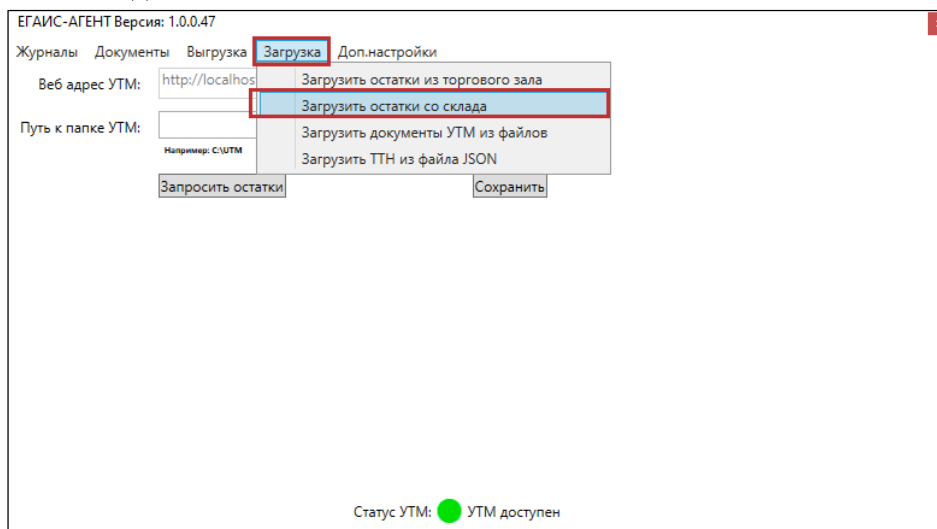 ЕГАИС-АГЕНТ Версия: 1.0.0.47
Журналы Документы Выгрузка Загрузка Доп.настройки
Веб адрес УТМ: http://localhos
Загрузить остатки из торгового зала
Загрузить остатки со склада
Путь к папке УТМ:
Загрузить документы УТМ из файлов
Например: C:\UTM
Загрузить ТТН из файла JSON
Запросить остатки Сохранить
Статус УТМ: УТМ доступен